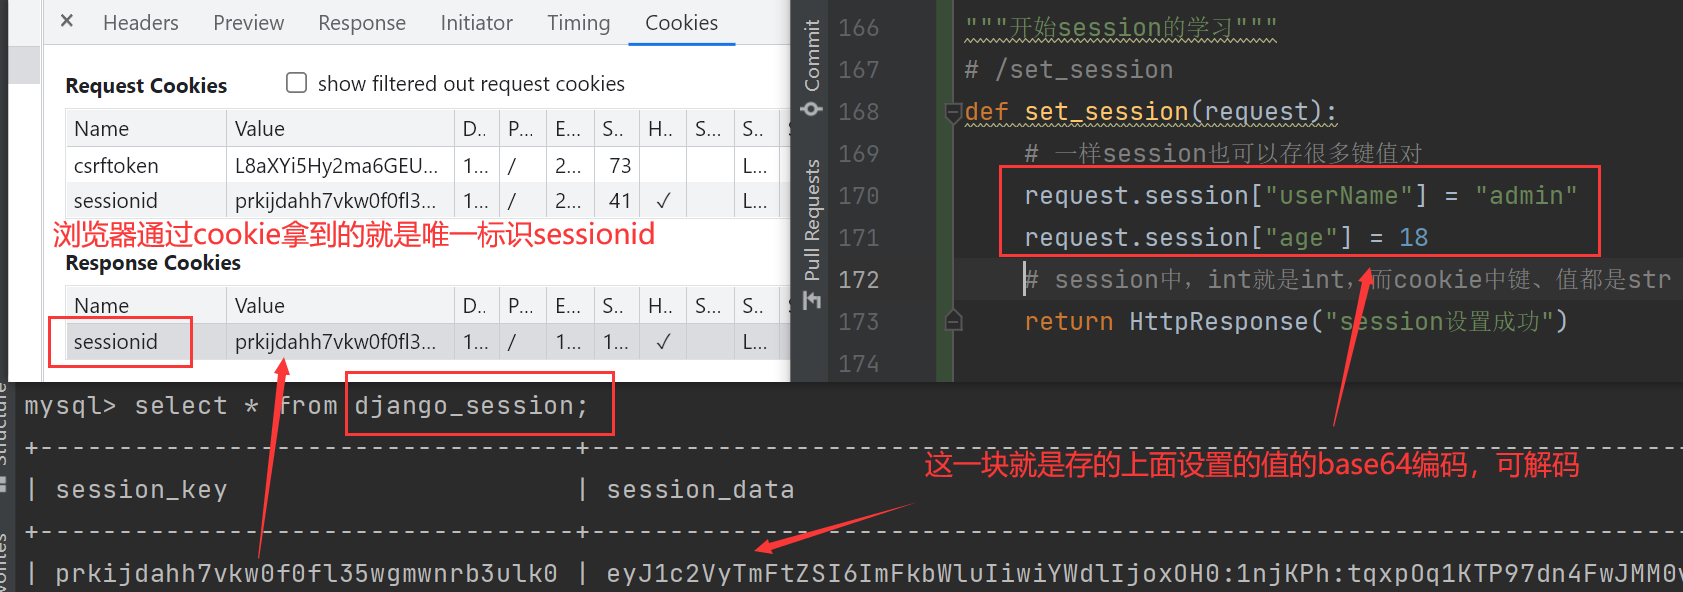 × Headers Preview Response Initiator Timing Cookies
Request Cookies show filtered out request cookies
Name Value D.. P... E... S.. H.. S... S..
csrftoken L8aXYi5Hy2ma6GEU... 1... / 2... 73 L...
sessionid prkijdahh7vkw0f0fl3... 1... / 2... 41 ✓ L...
浏览器通过cookie拿到的就是唯一标识sessionid
Response Cookies
Name Value D.. P... E... S.. H.. S... S..
sessionid prkijdahh7vkw0f0fl3... 1... / 1... 1... ✓ L...
Commit
Pull Requests
166 """开始session的学习"""
167 # /set_session
168 def set_session(request):
169 # 一样session也可以存很多键值对
170 request.session["userName"] = "admin"
171 request.session["age"] = 18
172 # session中，int就是int，而cookie中键、值都是str
173 return HttpResponse("session设置成功")
174
mysql> select * from django_session;
这一块就是存的上面设置的值的base64编码，可解码
| session_key | session_data
| prkijdahh7vkw0f0fl35wgmwnrb3ulk0 | eyJ1c2VyTmFtZSI6ImFkbWluIiwiYWdlIjoxOH0:1njKPh:tqxpOq1KTP97dn4FwJMM0